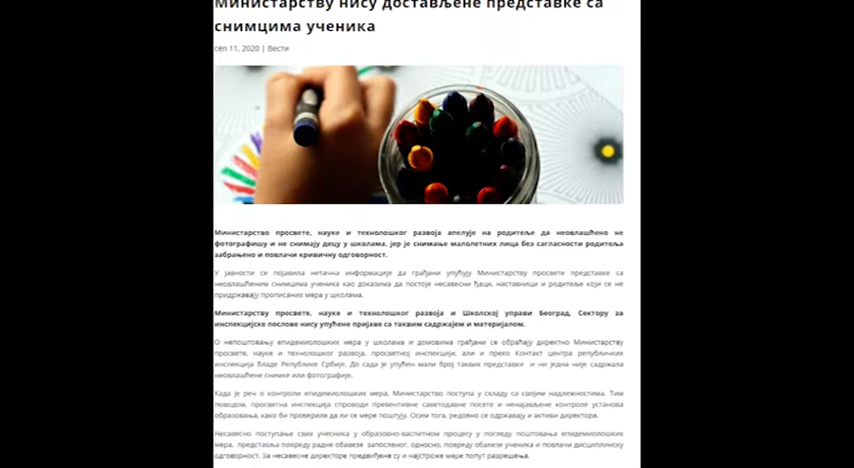 Министарству нису достављене представке са
снимцима ученика
сеп 11, 2020 | Вести
Министарство просвете, науке и технолошког развоја апелује на родитеље да неовлашћено не
фотографишу и не снимају децу у школама, јер је снимање малолетних лица без сагласности родитеља
забрањено и повлачи кривичну одговорност.
У јавности се појавила нетачна информације да грађани упућују Министарству просвете представке са
неовлашћеним снимцима ученика као доказима да постоје несавесни ђаци, наставници и родитеље који се не
придржавају прописаних мера у школама.
Министарству просвете, науке и технолошког развоја и Школској управи Београд, Сектору за
инспекцијске послове нису упућене пријаве са таквим садржајем и материјалом.
О непоштовању епидемиолошких мера у школама и домовима грађани се обраћају директно Министарству
просвете, науке и технолошког развоја, просветној инспекцији, али и преко Контакт центра републичких
инспекција Владе Републике Србије. До сада је упућен мали број таквих представки и ни једна није садржала
неовлашћене снимке или фотографије.
Када је реч о контроли епидемиолошких мера, Министарство поступа у складу са својим надлежностима. Тим
поводом, просветна инспекција спроводи превентивне саветодавне посете и ненајављене контроле установа
образовања, како би проверила да ли се мере поштују. Осим тога, редовно се одржавају и активи директора.
Несавесно поступање свих учесника у образовно-васпитном процесу у погледу поштовања епидемиолошких
мера, представља повреду радне обавезе запосленог, односно, повреду обавезе ученика и повлачи дисциплинску
одговорност. За несавесне директоре предвиђене су и најстроже мере попут разрешења.